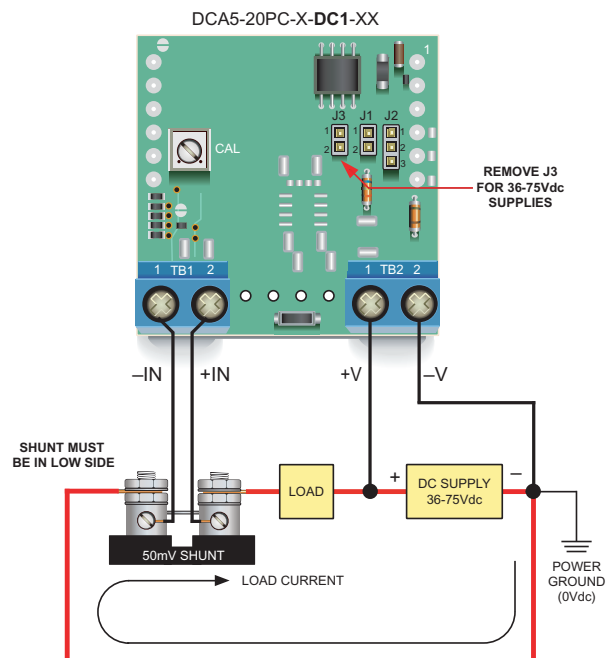 DCA5-20PC-X-DC1-XX
1
J3 J1 J2
1 1 1
2 2 2
3
CAL
REMOVE J3
FOR 36-75Vdc
SUPPLIES
1 TB1 2
1 TB2 2
–IN
+IN
+V
–V
SHUNT MUST
BE IN LOW SIDE
LOAD
+
DC SUPPLY
36-75Vdc
–
50mV SHUNT
LOAD CURRENT
POWER
GROUND
(0Vdc)